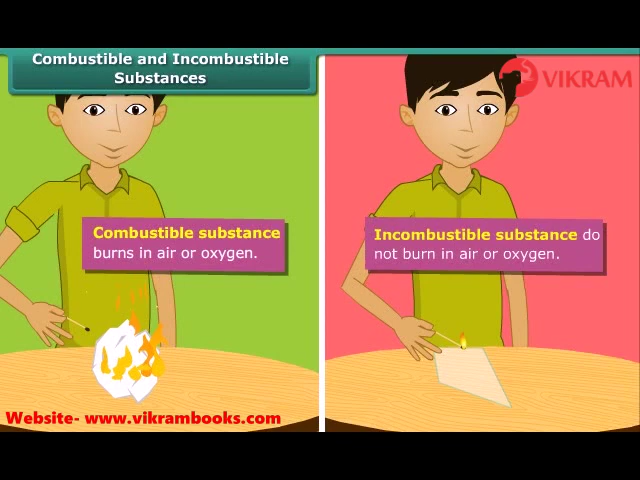 Combustible and Incombustible
Substances
VIKRAM
Combustible substance
burns in air or oxygen.
Incombustible substance do
not burn in air or oxygen.
Website- www.vikrambooks.com